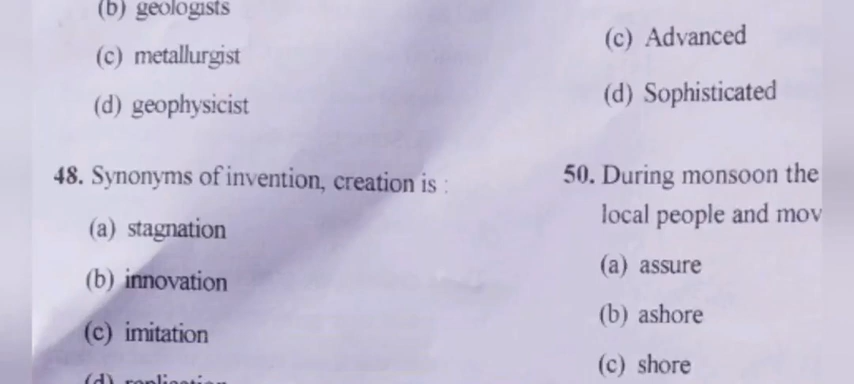 (b) geologists
(c) metallurgist
(d) geophysicist
48. Synonyms of invention, creation is :
(a) stagnation
(b) innovation
(c) imitation
(d)
(c) Advanced
(d) Sophisticated
50. During monsoon the
local people and mov
(a) assure
(b) ashore
(c) shore